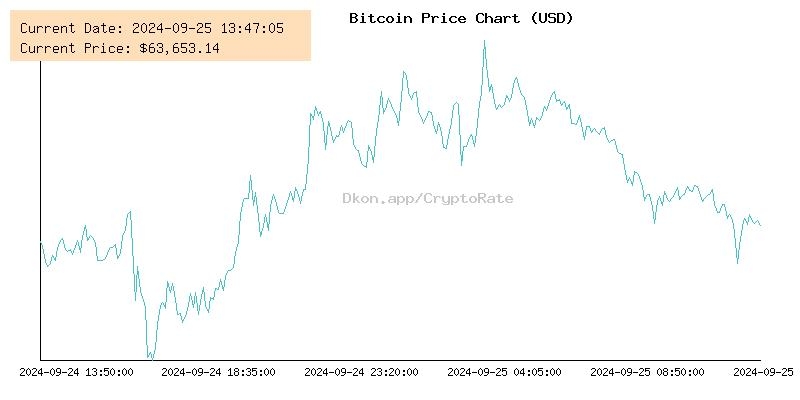 Bitcoin Price Chart (USD)
Current Date: 2024-09-25 13:47:05
Current Price: $63,653.14
Dkon.app/CryptoRate
2024-09-24 13:50:00 2024-09-24 18:35:00 2024-09-24 23:20:00 2024-09-25 04:05:00 2024-09-25 08:50:00 2024-09-25